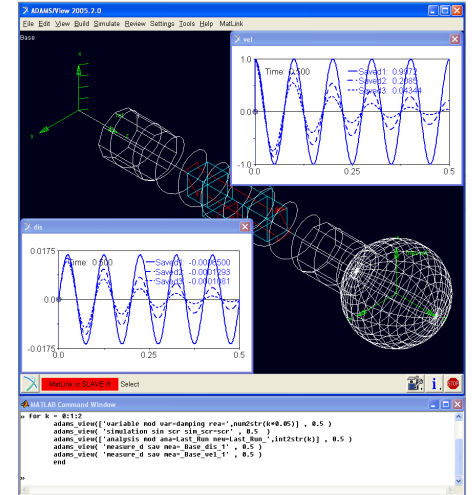 ADAMS/View 2005.2.0
File Edit View Build Simulate Review Settings Tools Help MatLink
Base
x
y
z
vel
1.0
Time: 0.500
Saved1: 0.9972
Saved2: 0.2085
Saved3: 0.04344
0.0
-1.0
0.0
0.25
0.5
dis
0.0175
Time: 0.500
Saved1: -0.0008500
Saved2: -0.0001293
Saved3: -0.0001081
0.0
-0.0175
0.0
0.25
0.5
MatLink is SLAVE !!!
Select
i
STOP
MATLAB Command Window
» for k = 0:1:2
adams_view(['variable mod var=damping rea=',num2str(k*0.05)] , 0.5 )
adams_view( 'simulation sin scr sim_scr=scr' , 0.5 )
adams_view(['analysis mod ana=Last_Run new=Last_Run_',int2str(k)] , 0.5 )
adams_view( 'measure_d sav mea=_Base_dis_1' , 0.5 )
adams_view( 'measure_d sav mea=_Base_vel_1' , 0.5 )
end
»